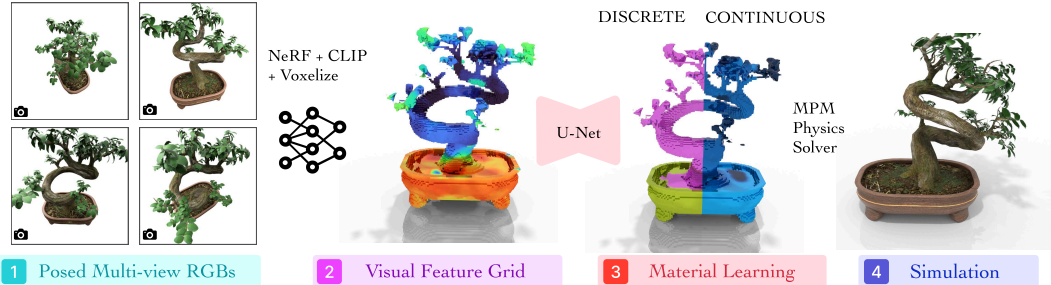 NeRF + CLIP
+ Voxelize
U-Net
DISCRETE CONTINUOUS
MPM
Physics
Solver
1 Posed Multi-view RGBs
2 Visual Feature Grid
3 Material Learning
4 Simulation